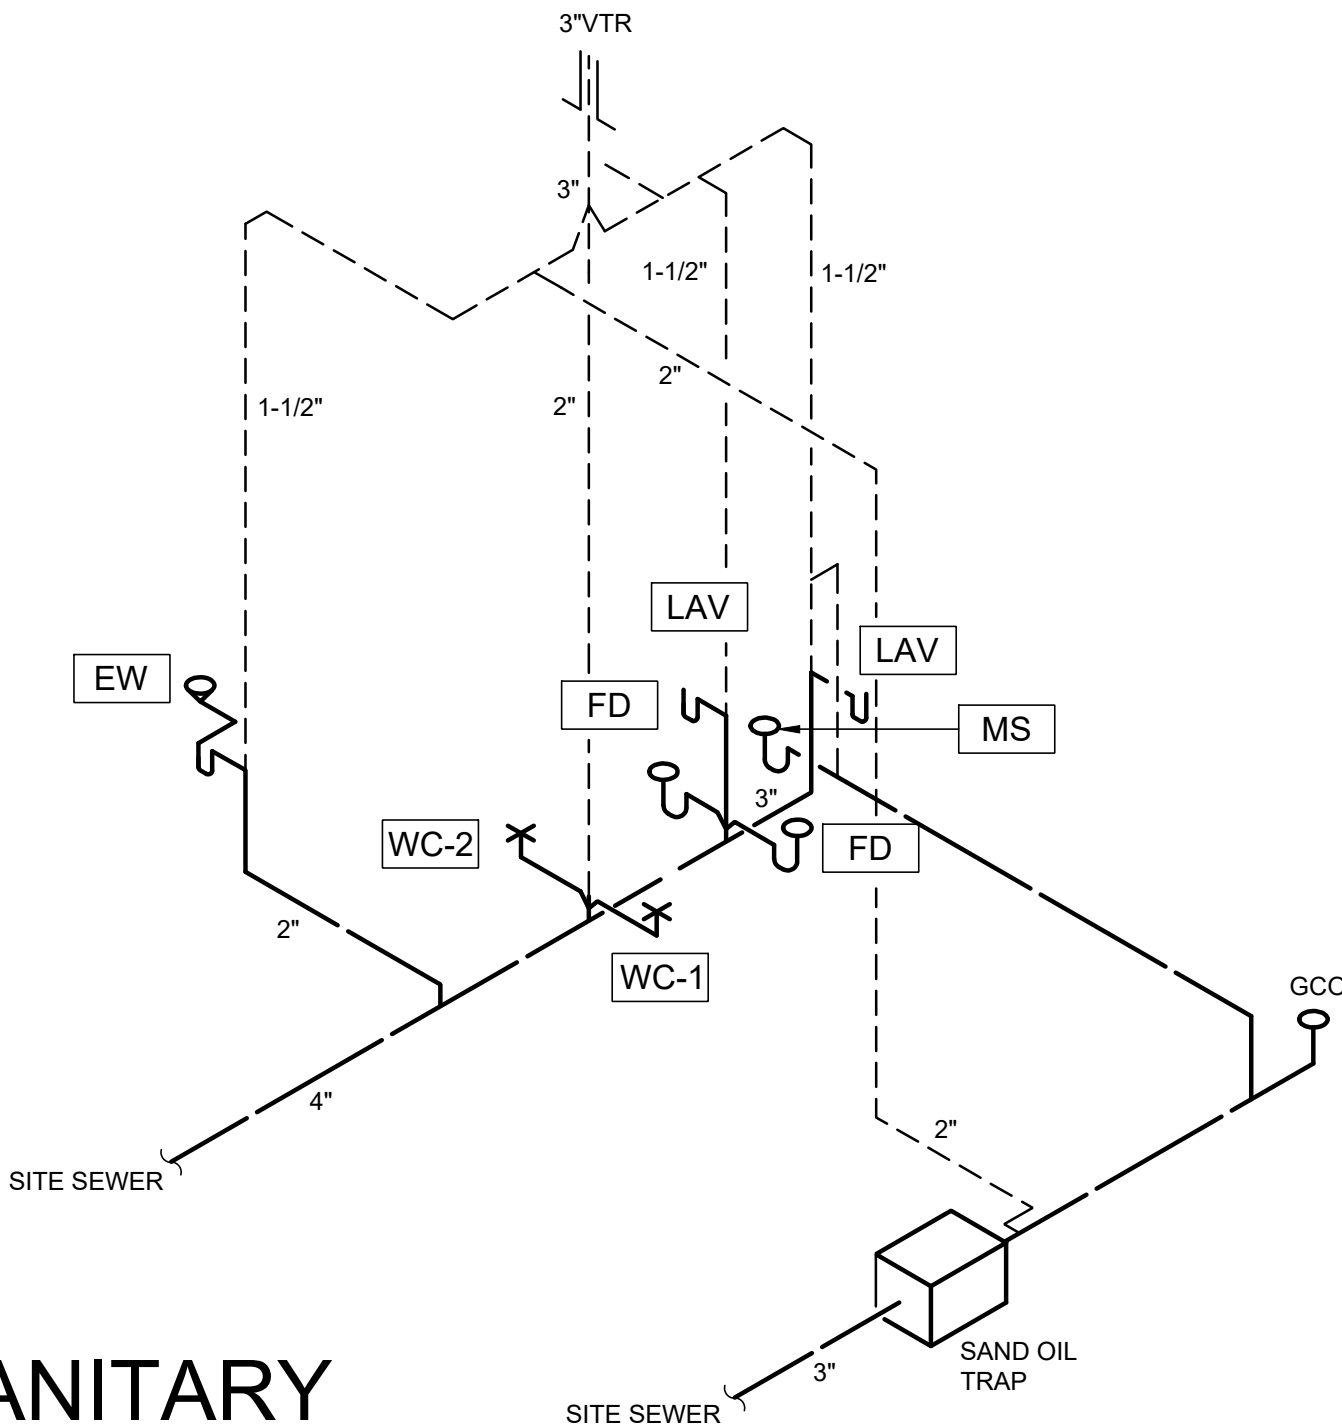 3"VTR
3"
1-1/2"
1-1/2"
2"
1-1/2"
2"
LAV
LAV
EW
FD
MS
3"
WC-2
FD
2"
WC-1
GCO
4"
2"
SITE SEWER
SAND OIL
TRAP
3"
ANITARY
SITE SEWER